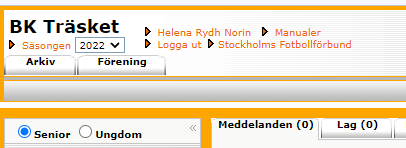 BK Träsket
Helena Rydh Norin Manualer
Säsongen 2022 Logga ut Stockholms Fotbollförbund
Arkiv Förening
Senior Ungdom « Meddelanden (0) Lag (0)